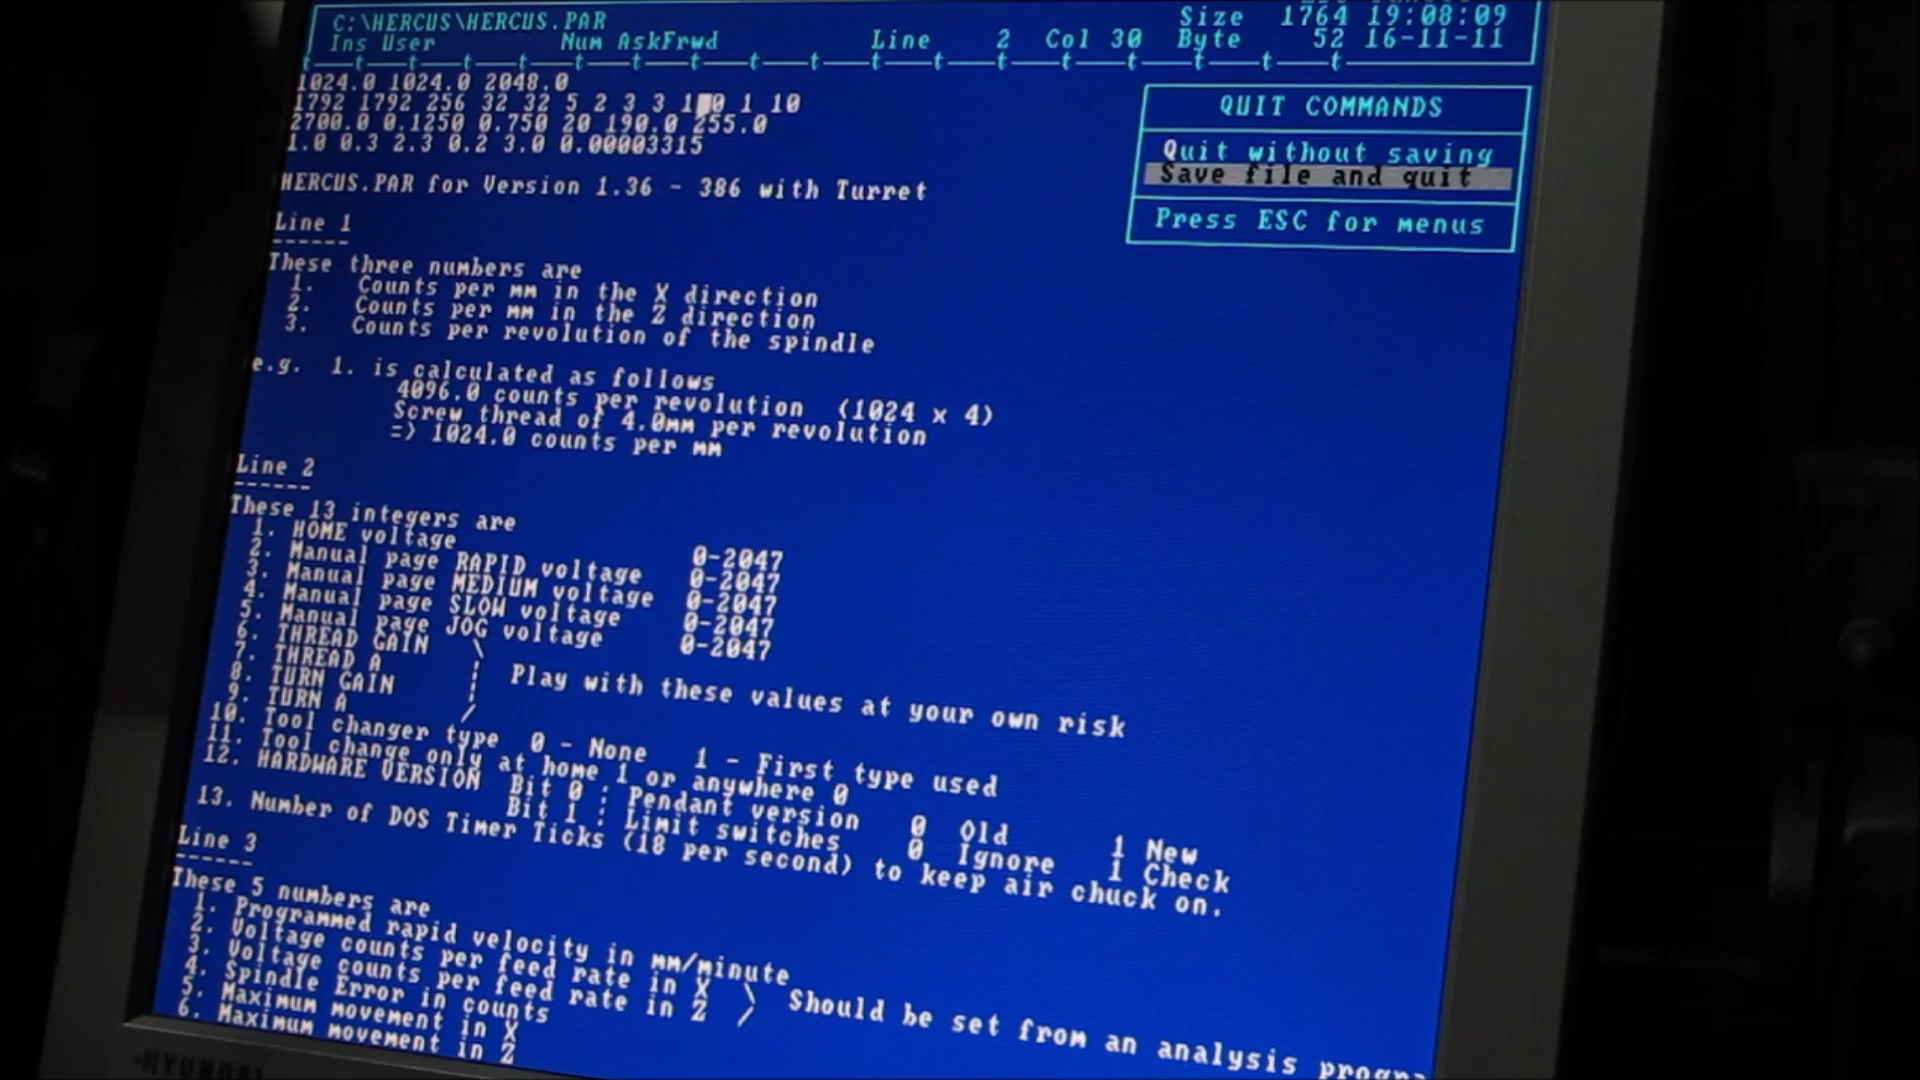 C:\HERCUS\HERCUS.PAR Size 1764 19:08:09
Ins User Num AskFrwd Line 2 Col 30 Byte 52 16-11-11
1024.0 1024.0 2048.0
1792 1792 256 32 32 5 2 3 3 1 0 1 10
2700.0 0.1250 0.750 20 190.0 255.0
1.0 0.3 2.3 0.2 3.0 0.00003315
QUIT COMMANDS
Quit without saving
Save file and quit
Press ESC for menus
HERCUS.PAR for Version 1.36 - 386 with Turret
Line 1
------
These three numbers are
1. Counts per mm in the X direction
2. Counts per mm in the Z direction
3. Counts per revolution of the spindle
e.g. 1. is calculated as follows
4096.0 counts per revolution (1024 x 4)
Screw thread of 4.0mm per revolution
=> 1024.0 counts per mm
Line 2
------
These 13 integers are
1. HOME voltage 0-2047
2. Manual page RAPID voltage 0-2047
3. Manual page MEDIUM voltage 0-2047
4. Manual page SLOW voltage 0-2047
5. Manual page JOG voltage 0-2047
6. THREAD GAIN \
7. THREAD A ¦ Play with these values at your own risk
8. TURN GAIN ¦
9. TURN A /
10. Tool changer type 0 - None 1 - First type used
11. Tool change only at home 1 or anywhere 0
12. HARDWARE VERSION Bit 0 : Pendant version 0 Old 1 New
Bit 1 : Limit switches 0 Ignore 1 Check
13. Number of DOS Timer Ticks (18 per second) to keep air chuck on.
Line 3
------
These 5 numbers are
1. Programmed rapid velocity in mm/minute
2. Voltage counts per feed rate in X \ Should be set from an analysis
3. Voltage counts per feed rate in Z /
4. Spindle Error in counts
5. Maximum movement in X
6. Maximum movement in Z
HYUNDAI